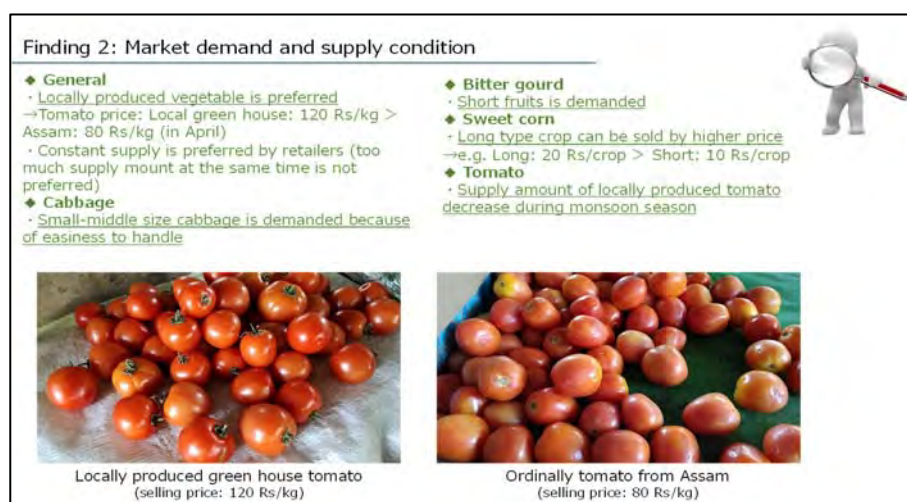 Finding 2: Market demand and supply condition
◆ General
・Locally produced vegetable is preferred
→Tomato price: Local green house: 120 Rs/kg >
Assam: 80 Rs/kg (in April)
・Constant supply is preferred by retailers (too
much supply mount at the same time is not
preferred)
◆ Cabbage
・Small-middle size cabbage is demanded because
of easiness to handle
◆ Bitter gourd
・Short fruits is demanded
◆ Sweet corn
・Long type crop can be sold by higher price
→e.g. Long: 20 Rs/crop > Short: 10 Rs/crop
◆ Tomato
・Supply amount of locally produced tomato
decrease during monsoon season
Locally produced green house tomato
(selling price: 120 Rs/kg)
Ordinally tomato from Assam
(selling price: 80 Rs/kg)